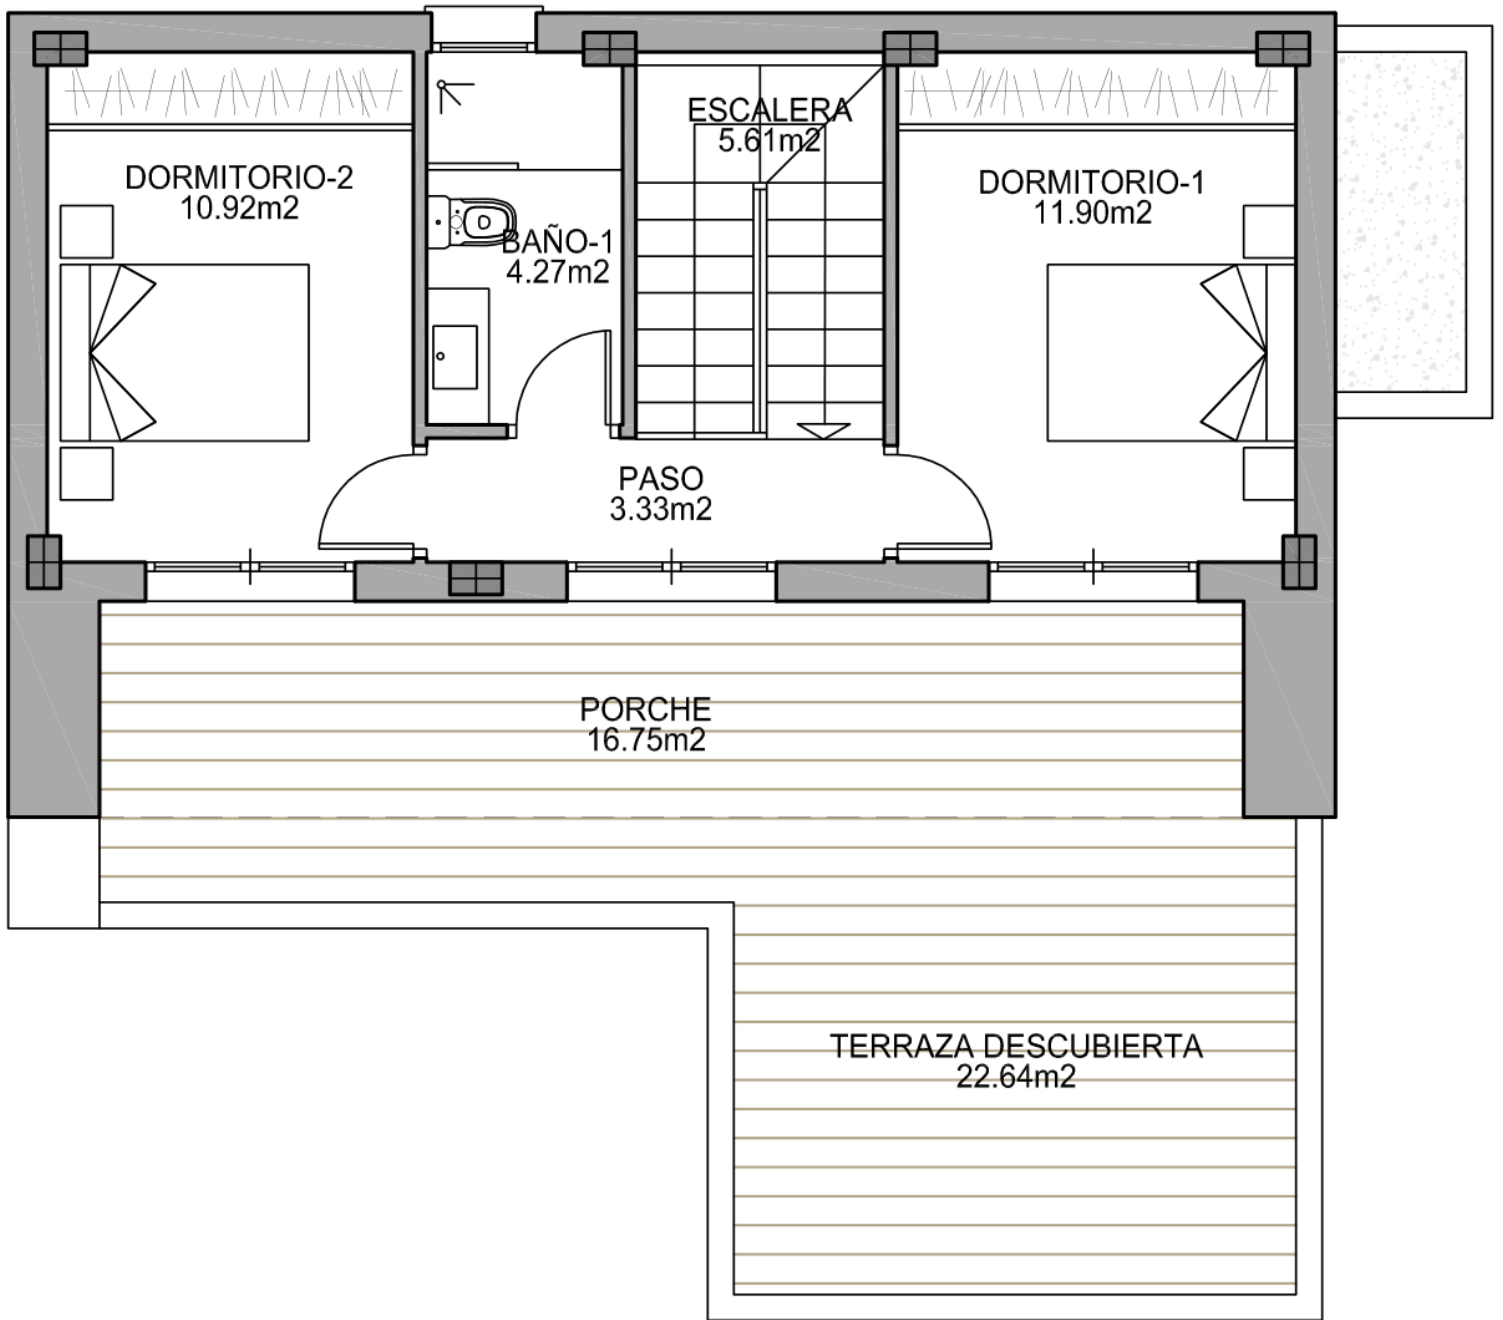 ESCALERA
5.61m2
DORMITORIO-2
10.92m2
DORMITORIO-1
11.90m2
BAÑO-1
4.27m2
PASO
3.33m2
PORCHE
16.75m2
TERRAZA DESCUBIERTA
22.64m2